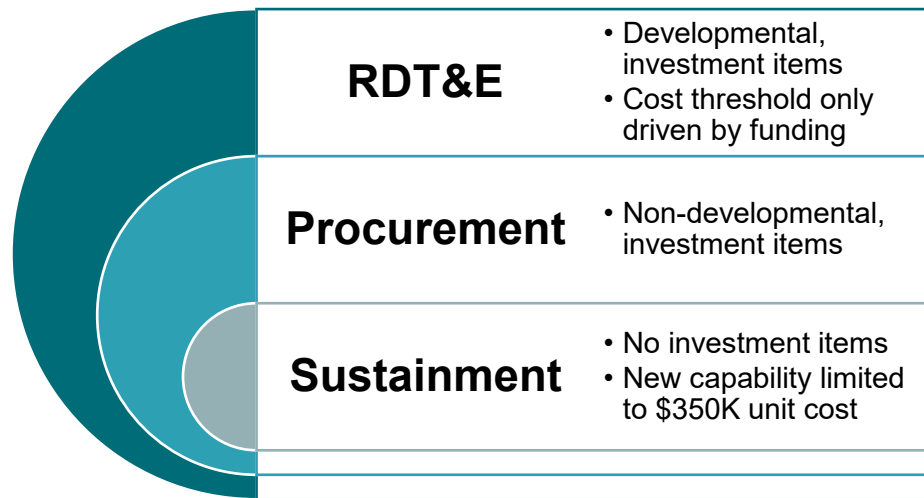 RDT&E
• Developmental,
investment items
• Cost threshold only
driven by funding
Procurement
• Non-developmental,
investment items
Sustainment
• No investment items
• New capability limited
to $350K unit cost